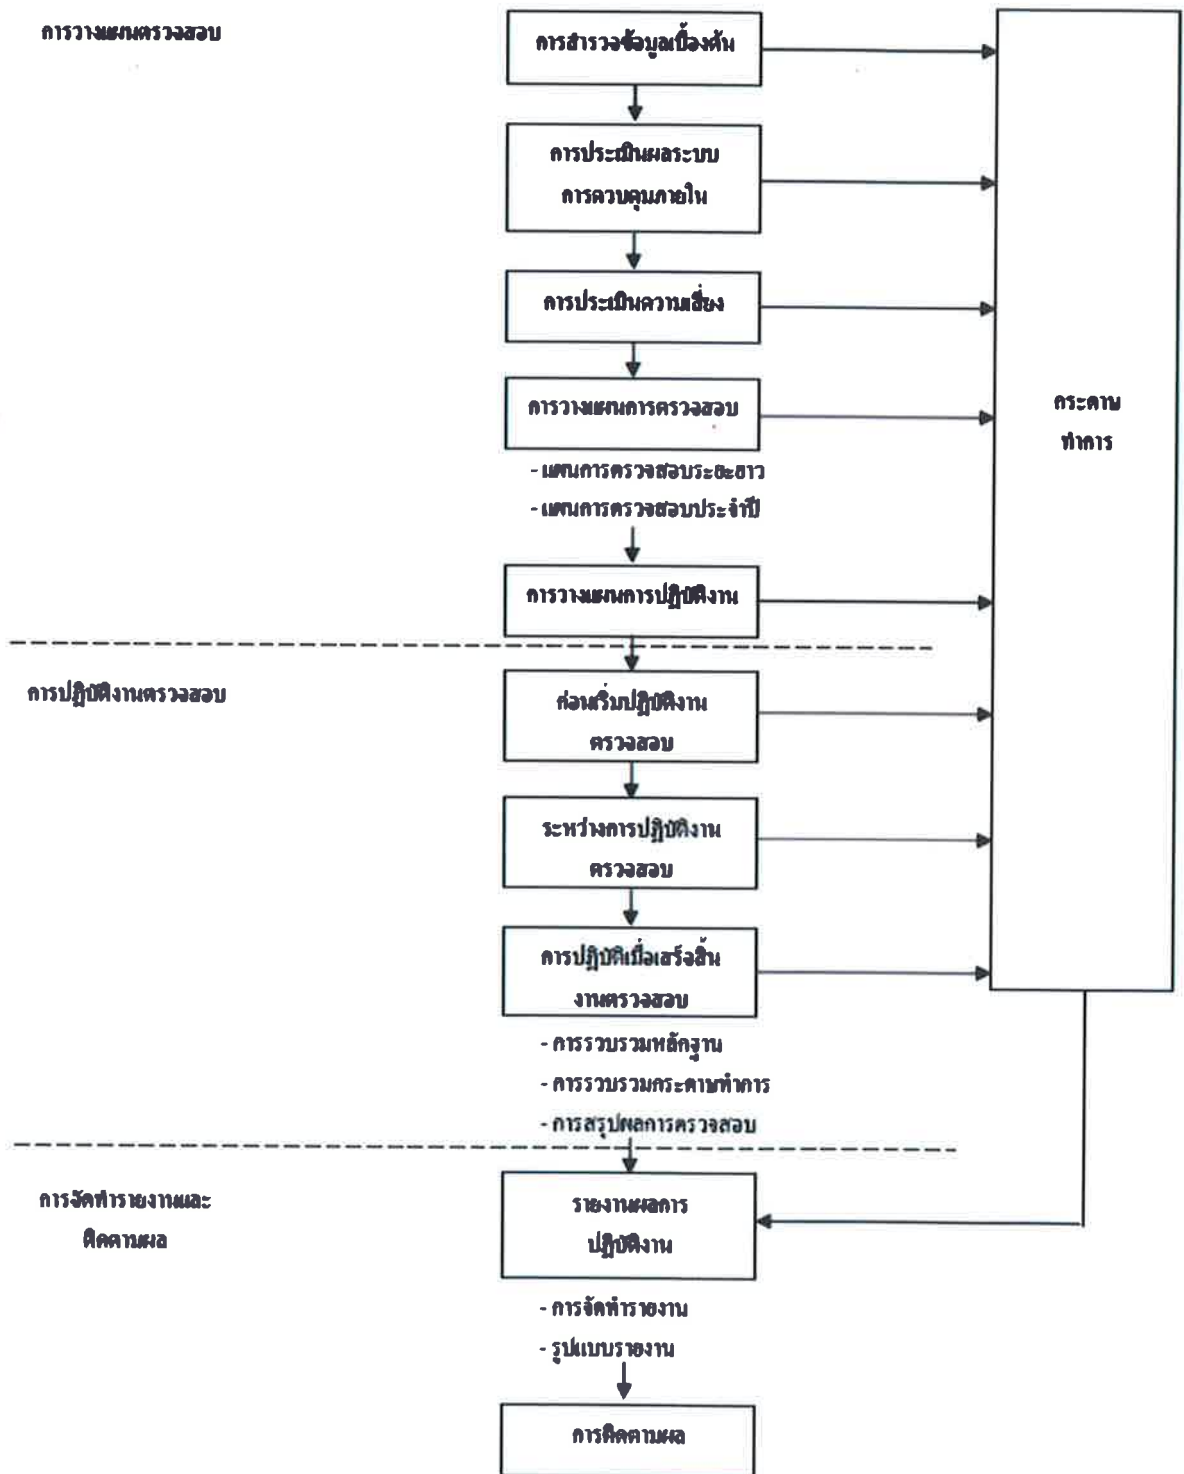 การวางแผนตรวจสอบ
การสำรวจข้อมูลเบื้องต้น
การประเมินผลระบบ
การควบคุมภายใน
การประเมินความเสี่ยง
การวางแผนการตรวจสอบ
- แผนการตรวจสอบระยะยาว
- แผนการตรวจสอบประจำปี
การวางแผนการปฏิบัติงาน
กระดาษ
ทำการ
การปฏิบัติงานตรวจสอบ
ก่อนเริ่มปฏิบัติงาน
ตรวจสอบ
ระหว่างการปฏิบัติงาน
ตรวจสอบ
การปฏิบัติเมื่อเสร็จสิ้น
งานตรวจสอบ
- การรวบรวมหลักฐาน
- การรวบรวมกระดาษทำการ
- การสรุปผลการตรวจสอบ
การจัดทำรายงานและ
ติดตามผล
รายงานผลการ
ปฏิบัติงาน
- การจัดทำรายงาน
- รูปแบบรายงาน
การติดตามผล